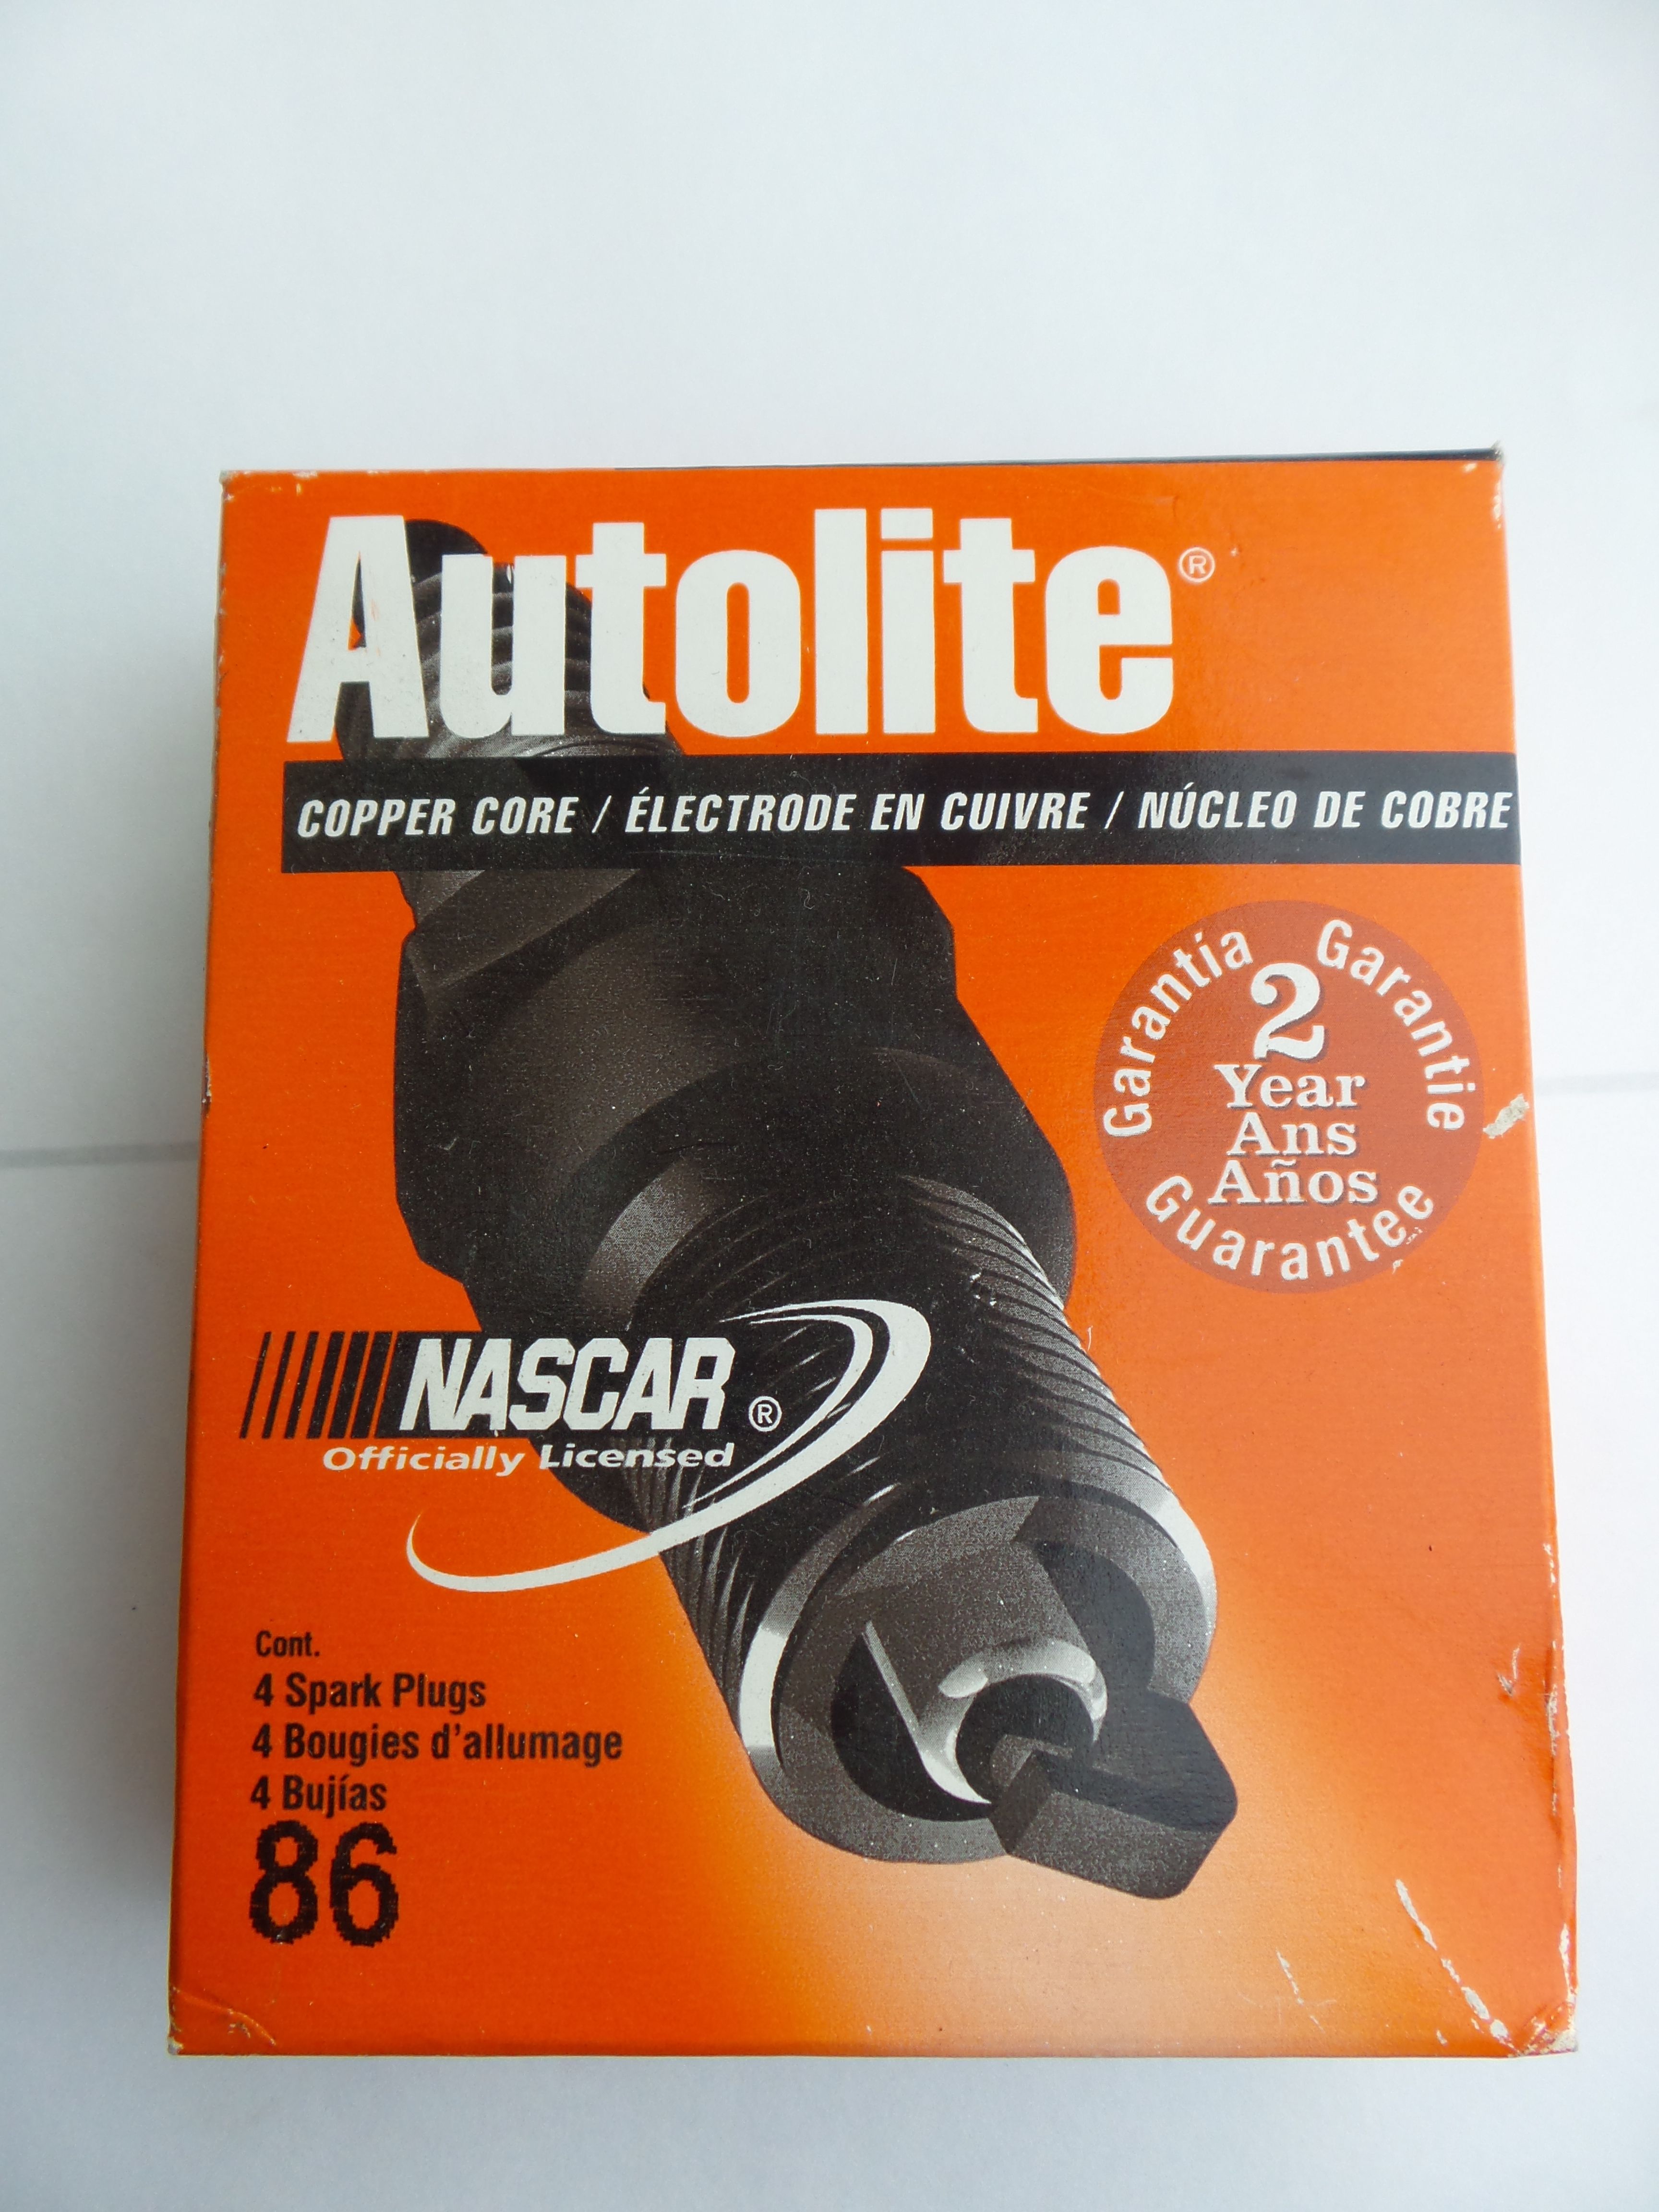 Autolite®
COPPER CORE / ÉLECTRODE EN CUIVRE / NÚCLEO DE COBRE
Garantía Garantie
2
Year
Ans
Años
Guarantee
NASCAR®
Officially Licensed
Cont.
4 Spark Plugs
4 Bougies d'allumage
4 Bujías
86